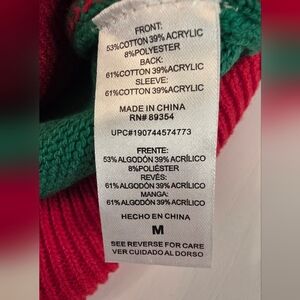 FRONT:
53%COTTON 39%ACRYLIC
8%POLYESTER
BACK:
61%COTTON 39%ACRYLIC
SLEEVE:
61%COTTON 39%ACRYLIC
MADE IN CHINA
RN# 89354
UPC#190744574773
FRENTE:
53% ALGODÓN 39% ACRÍLICO
8%POLIÉSTER
REVÉS:
61% ALGODÓN 39% ACRÍLICO
MANGA:
61% ALGODÓN 39% ACRÍLICO
HECHO EN CHINA
M
SEE REVERSE FOR CARE
VER CUIDADO AL DORSO